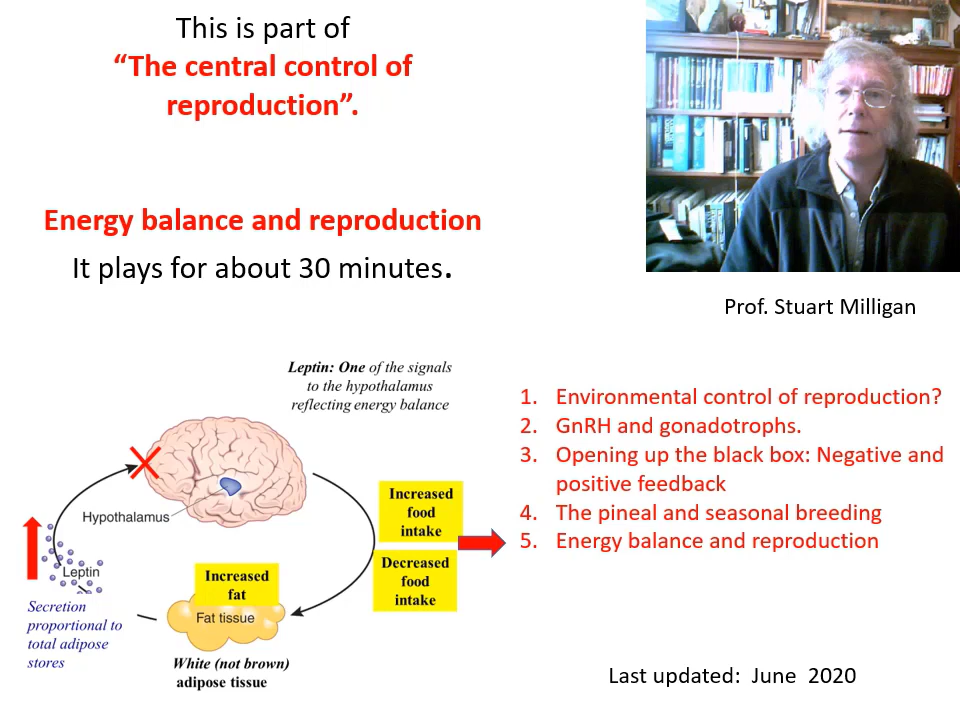 This is part of
“The central control of
reproduction”.
Energy balance and reproduction
It plays for about 30 minutes.
Prof. Stuart Milligan
Leptin: One of the signals
to the hypothalamus
reflecting energy balance
Hypothalamus
Increased
food
intake
Decreased
food
intake
Leptin
Increased
fat
Fat tissue
Secretion
proportional to
total adipose
stores
White (not brown)
adipose tissue
1. Environmental control of reproduction?
2. GnRH and gonadotrophs.
3. Opening up the black box: Negative and
positive feedback
4. The pineal and seasonal breeding
5. Energy balance and reproduction
Last updated: June 2020